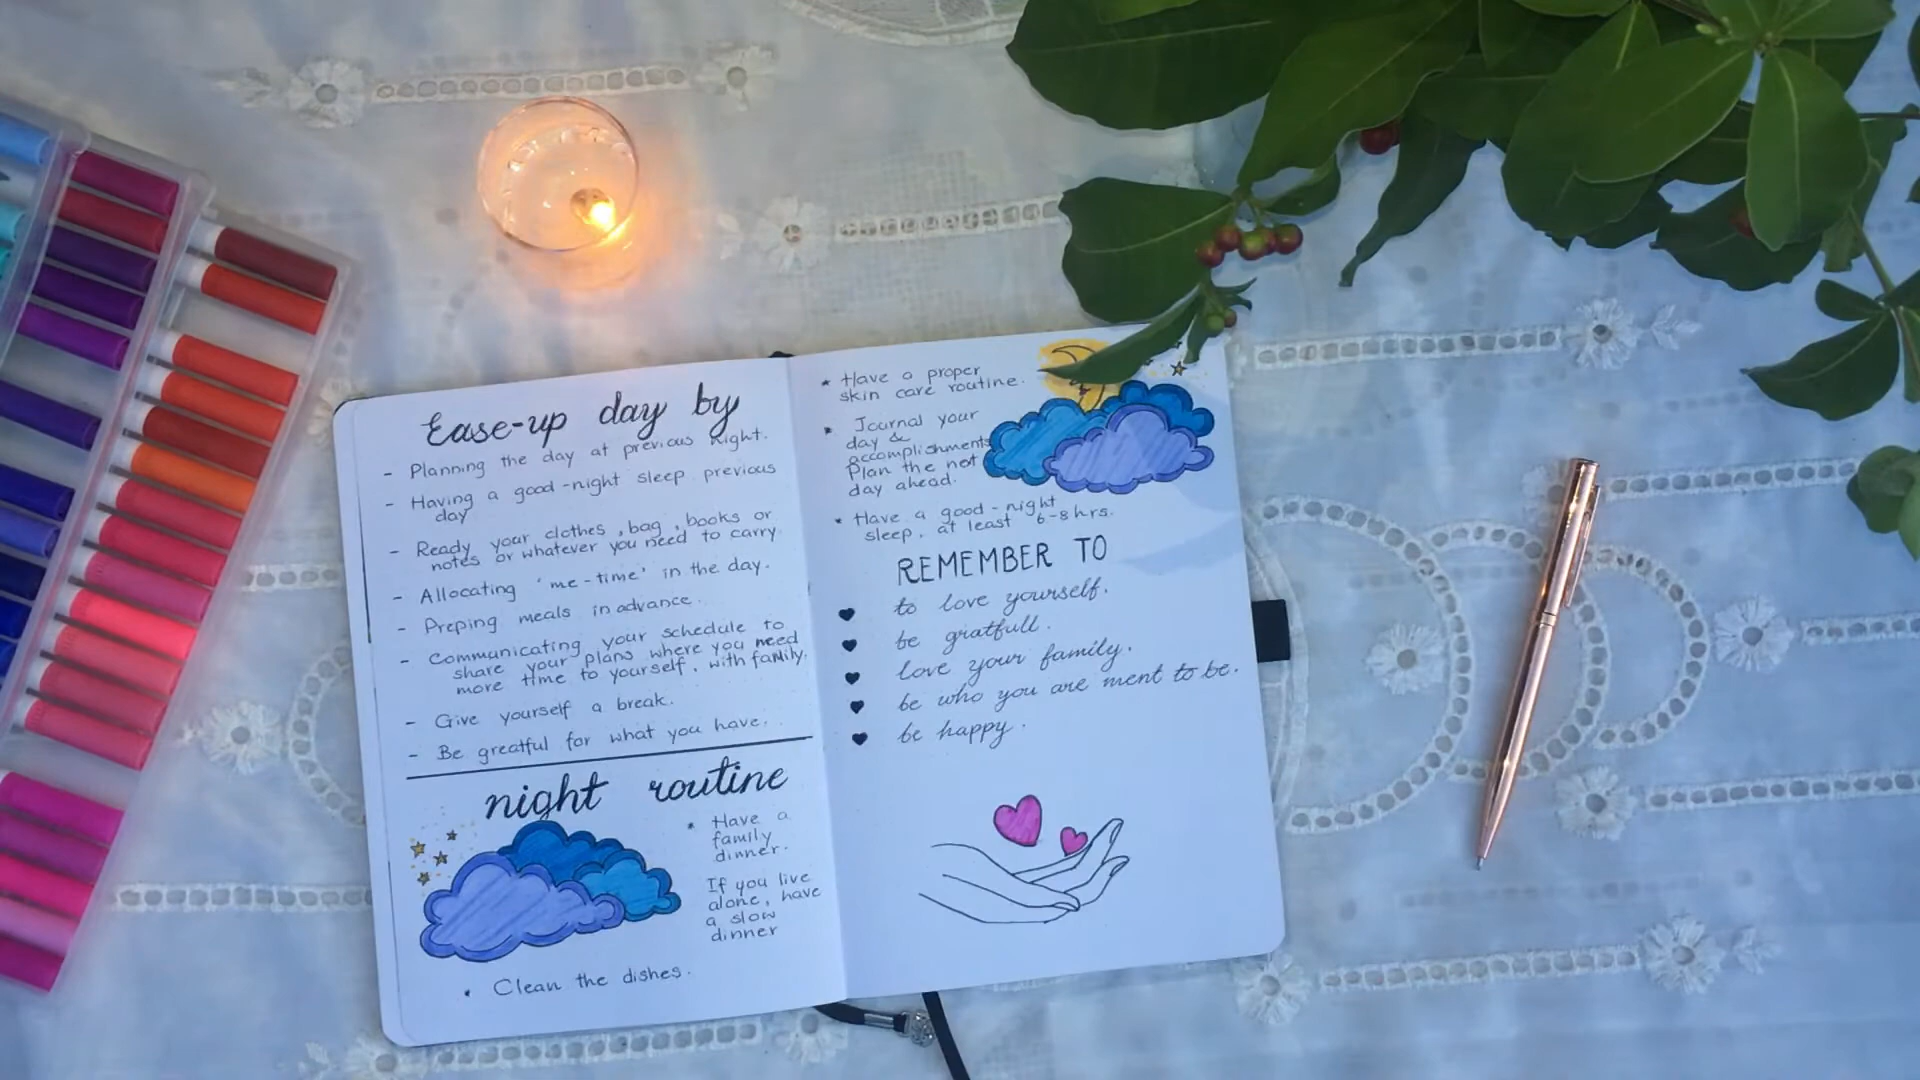 Ease-up day by
- Planning the day at previous night.
- Having a good-night sleep previous
day
- Ready your clothes, bag, books or
notes or whatever you need to carry.
- Allocating 'me-time' in the day.
- Preping meals in advance.
- Communicating your schedule to
share your plans where you need
more time to yourself, with family.
- Give yourself a break.
- Be greatful for what you have.
night routine
* Have a
family
dinner.
If you live
alone, have
a slow
dinner
* Clean the dishes.
* Have a proper
skin care routine.
* Journal your
day &
accomplishments
Plan the not
day ahead.
* Have a good-night
sleep, at least 6-8hrs.
REMEMBER TO
♥ to love yourself.
♥ be gratfull.
♥ love your family.
♥ be who you are ment to be.
♥ be happy.